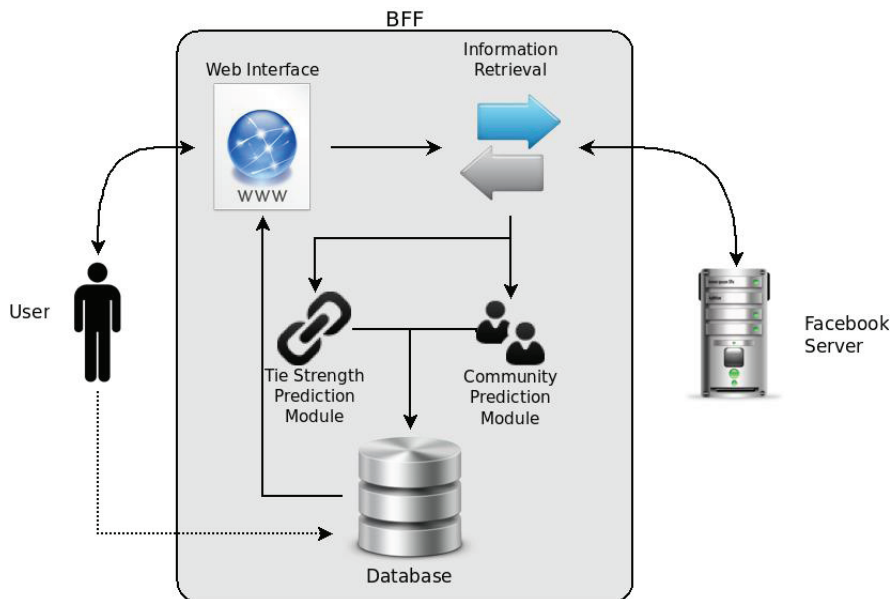 BFF
Web Interface
Information
Retrieval
www
User
Facebook
Server
Tie Strength
Prediction
Module
Community
Prediction
Module
Database